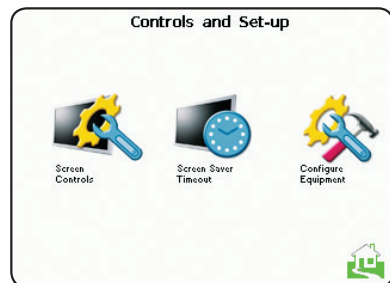 Controls and Set-up
Screen
Controls
Screen Saver
Timeout
Configure
Equipment